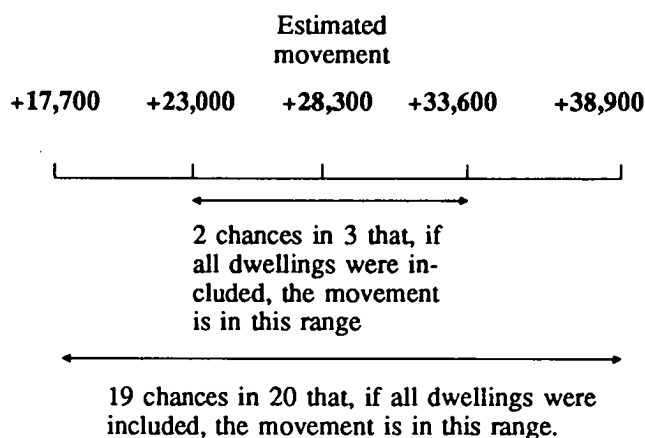 Estimated
movement
+17,700 +23,000 +28,300 +33,600 +38,900
2 chances in 3 that, if
all dwellings were in-
cluded, the movement
is in this range
19 chances in 20 that, if all dwellings were
included, the movement is in this range.